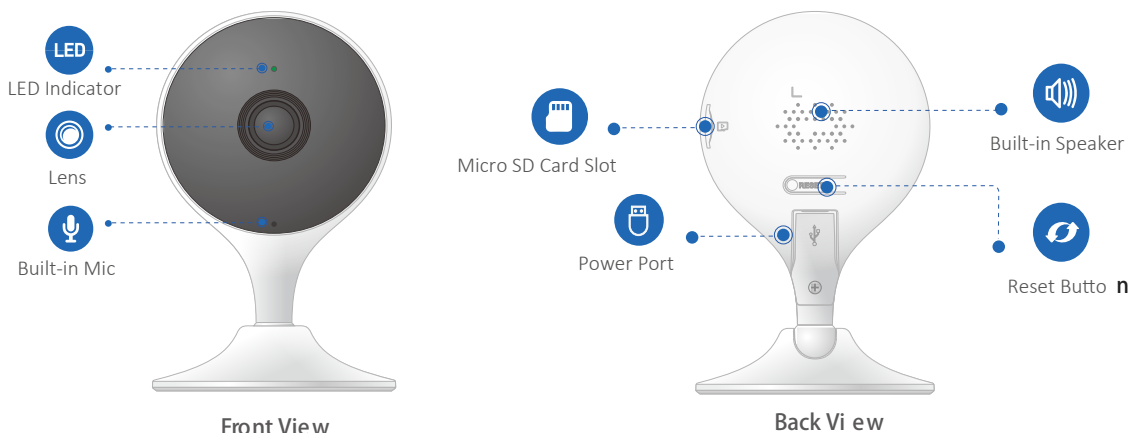 LED
LED Indicator
Lens
Built-in Mic
Front View
Micro SD Card Slot
Power Port
RESET
Built-in Speaker
Reset Butto n
Back Vi ew